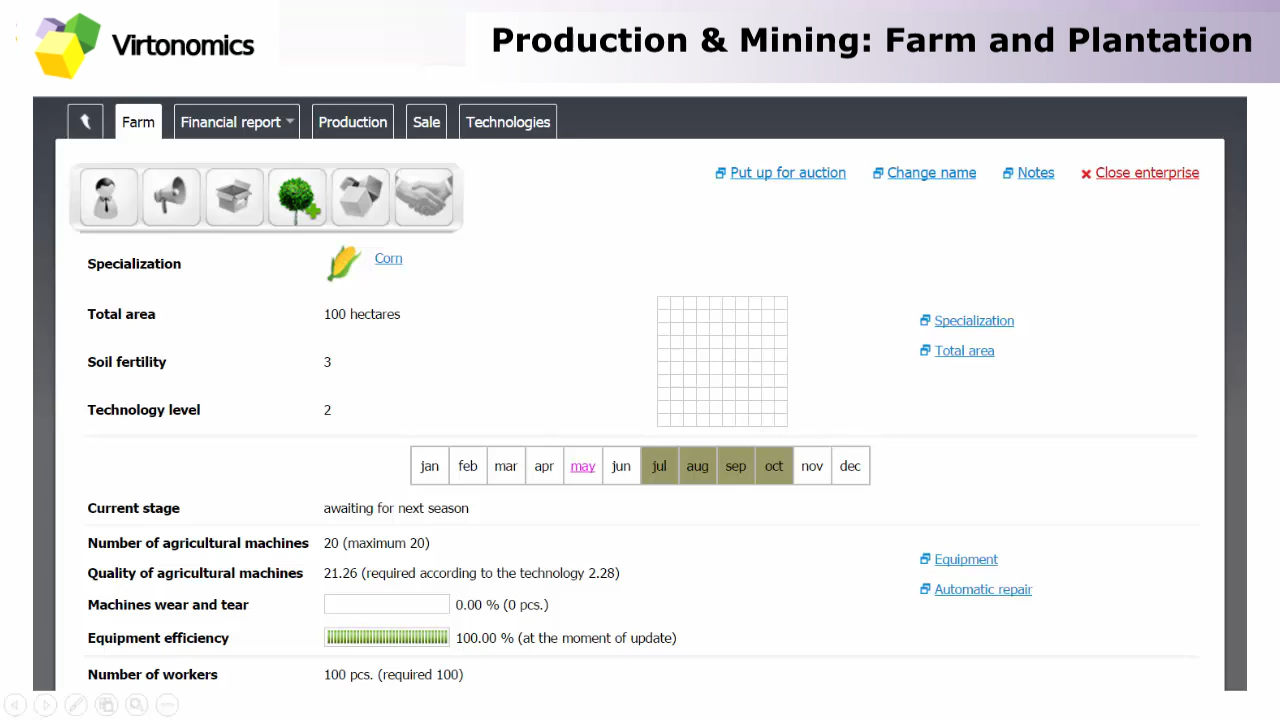 Virtonomics
Production & Mining: Farm and Plantation
Farm Financial report Production Sale Technologies
Put up for auction Change name Notes Close enterprise
Specialization Corn
Total area 100 hectares
Specialization
Soil fertility 3
Total area
Technology level 2
jan feb mar apr may jun jul aug sep oct nov dec
Current stage awaiting for next season
Number of agricultural machines 20 (maximum 20)
Equipment
Quality of agricultural machines 21.26 (required according to the technology 2.28)
Automatic repair
Machines wear and tear 0.00 % (0 pcs.)
Equipment efficiency 100.00 % (at the moment of update)
Number of workers 100 pcs. (required 100)